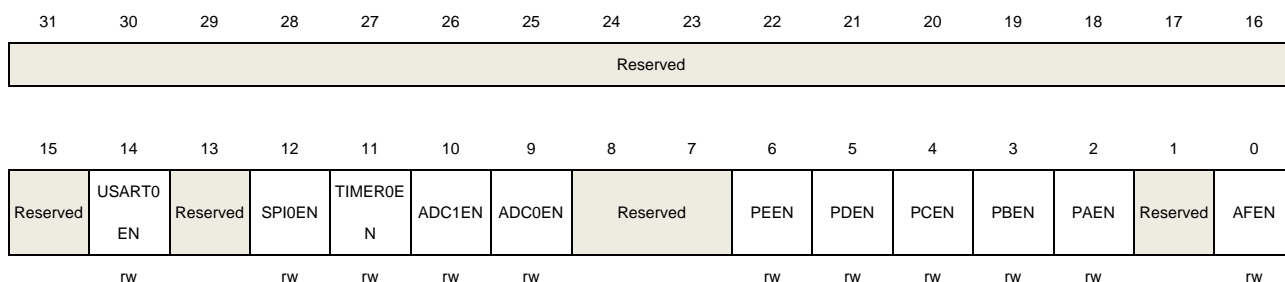 31 30 29 28 27 26 25 24 23 22 21 20 19 18 17 16
Reserved
15 14 13 12 11 10 9 8 7 6 5 4 3 2 1 0
Reserved USART0 EN Reserved SPI0EN TIMER0E N ADC1EN ADC0EN Reserved PEEN PDEN PCEN PBEN PAEN Reserved AFEN
rw rw rw rw rw rw rw rw rw rw rw